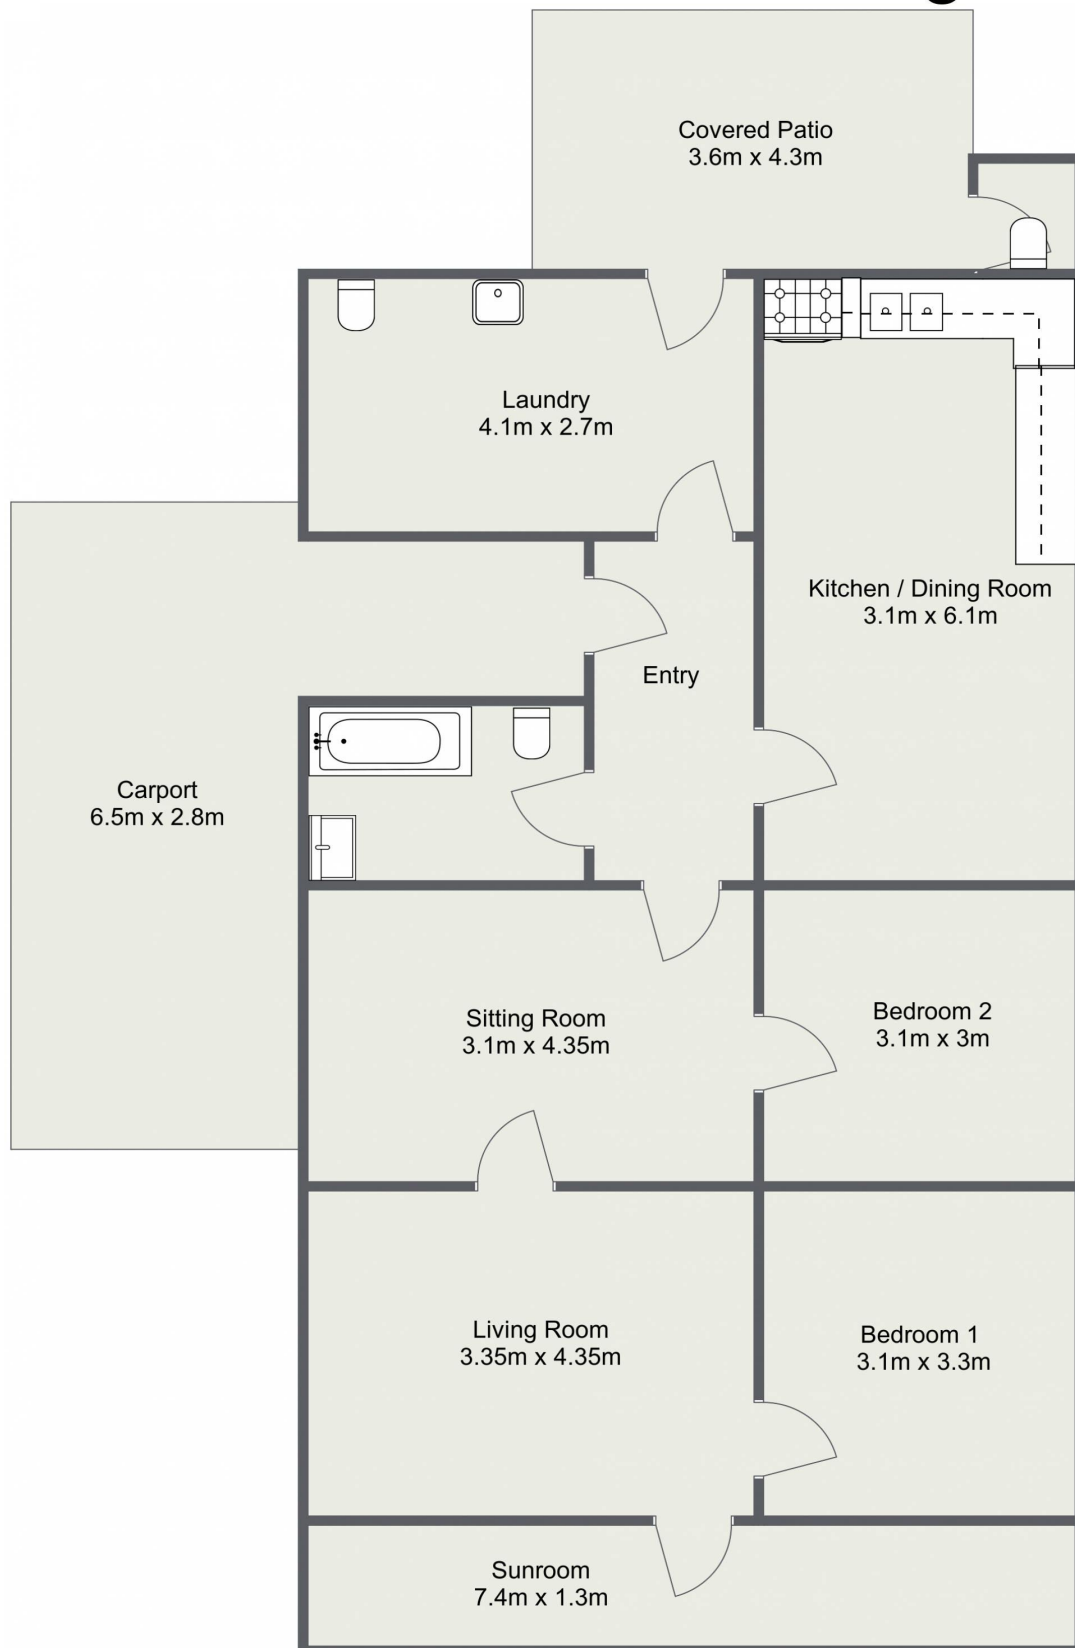 Covered Patio
3.6m x 4.3m
Laundry
4.1m x 2.7m
Kitchen / Dining Room
3.1m x 6.1m
Entry
Carport
6.5m x 2.8m
Sitting Room
3.1m x 4.35m
Bedroom 2
3.1m x 3m
Living Room
3.35m x 4.35m
Bedroom 1
3.1m x 3.3m
Sunroom
7.4m x 1.3m